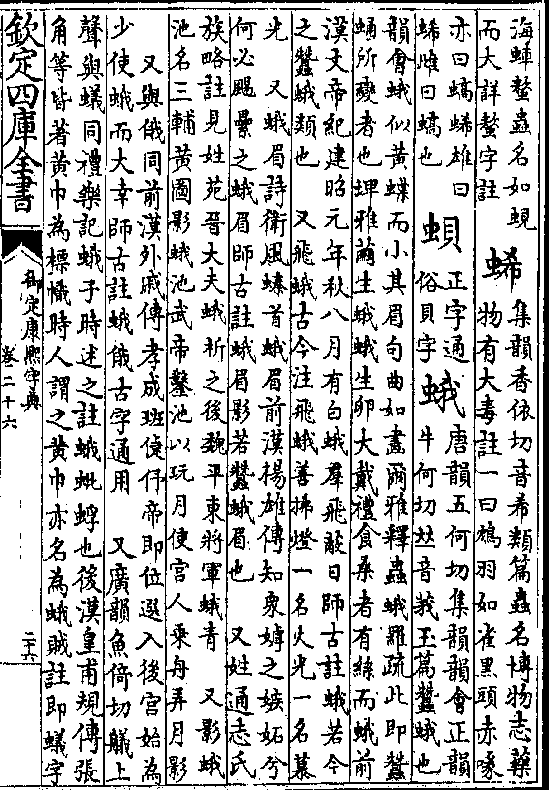 海蟬螯蟲名如蜆
而大詳螯字註
集韻香依切音希類篇蟲名博物志藥
物有大毒註一曰鴆羽如雀黑頭赤喙
亦曰螭雄曰
雌曰螭也
蛽
正字通
俗貝字
蛾
唐韻五何切集韻韻會正韻
牛何切𠀤音莪玉篇蠶蛾也
韻會蛾似黃蝶而小其眉句曲如畫爾雅釋蟲蛾羅疏此即蠶
蛹所變者也埤雅繭生蛾蛾生卵大戴禮食桑者有絲而蛾前
漢文帝紀建昭元年秋八月有白蛾羣飛蔽日師古註蛾若今
之蠶蛾類也 又飛蛾古今注飛蛾善拂燈一名火光一名慕
光 又蛾眉詩衛風螓首蛾眉前漢揚雄傳知衆嫭之嫉妬兮
何必颺纍之蛾眉師古註蛾眉影若蠶蛾眉也 又姓通志氏
族略註見姓苑晉大夫蛾析之後魏平東將軍蛾青 又影蛾
池名三輔黃圖影蛾池武帝鑿池以玩月使宮人乘舟弄月影
又與俄同前漢外戚傳孝成班倢伃帝即位選入後宮始為
少使蛾而大幸師古註蛾俄古字通用 又廣韻魚倚切艤上
聲與蟻同禮樂記蛾子時述之註蛾蚍蜉也後漢皇甫規傳張
角等皆著黃巾為標幟時人謂之黃巾亦名為蛾賊註即蟻字
欽定四庫全書
御定康熙字典
卷二十六
二十六